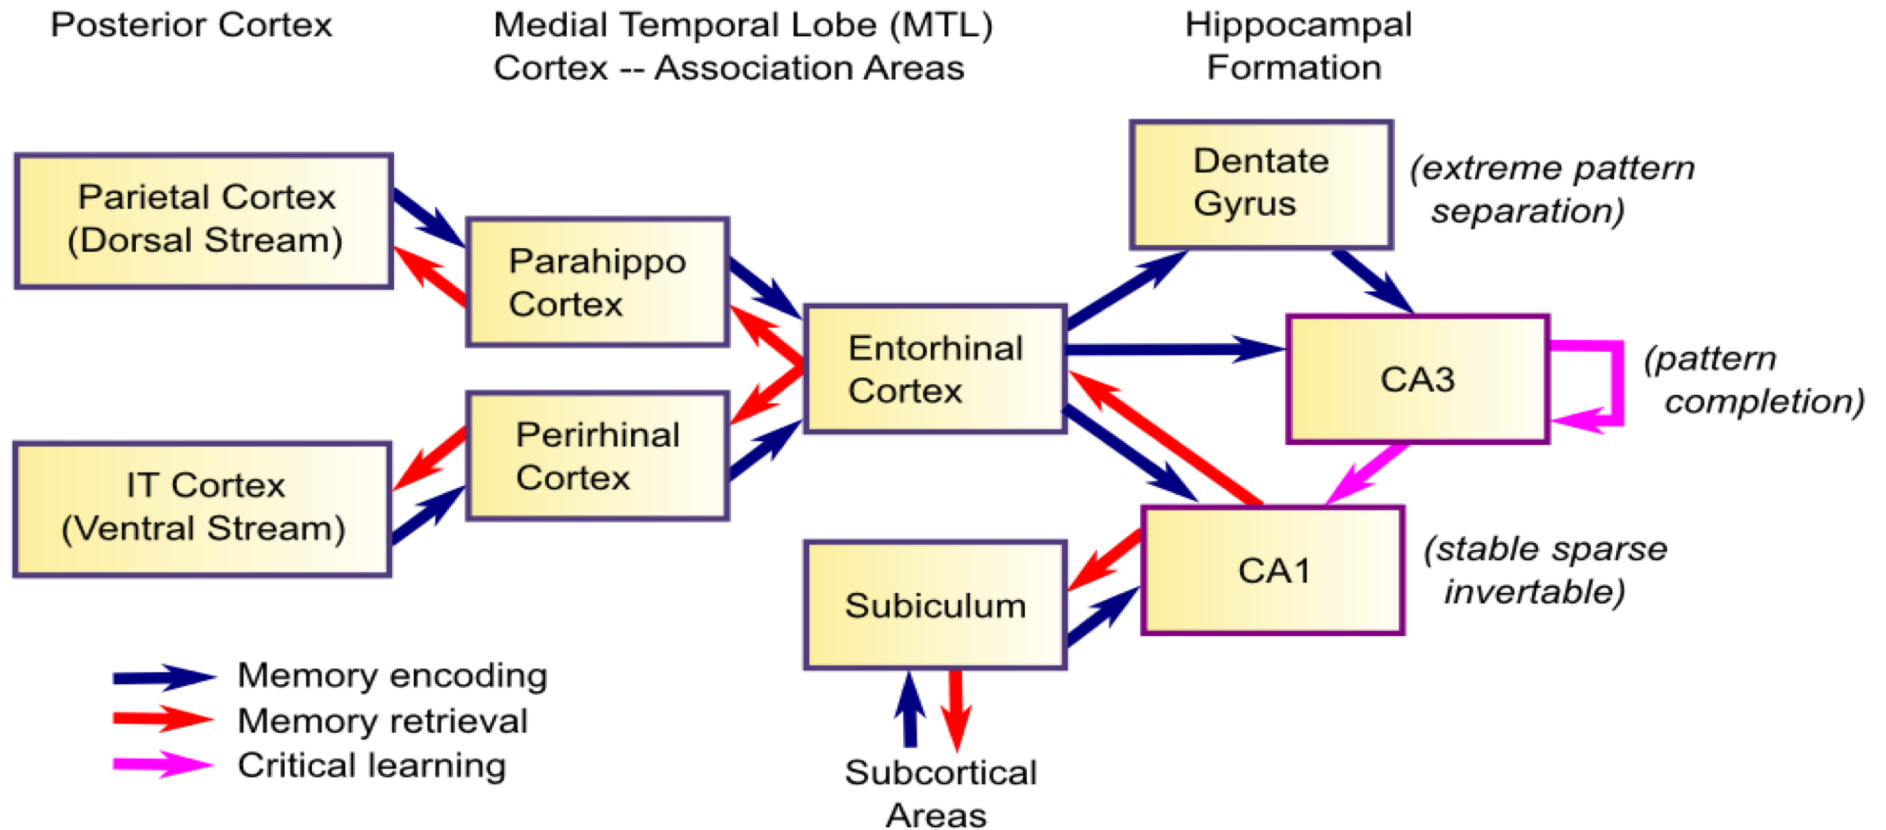 Posterior Cortex
Medial Temporal Lobe (MTL)
Cortex -- Association Areas
Hippocampal
Formation
Parietal Cortex
(Dorsal Stream)
Parahippo
Cortex
Dentate
Gyrus
(extreme pattern
separation)
Entorhinal
Cortex
CA3
(pattern
completion)
IT Cortex
(Ventral Stream)
Perirhinal
Cortex
Subiculum
CA1
(stable sparse
invertable)
Memory encoding
Memory retrieval
Critical learning
Subcortical
Areas